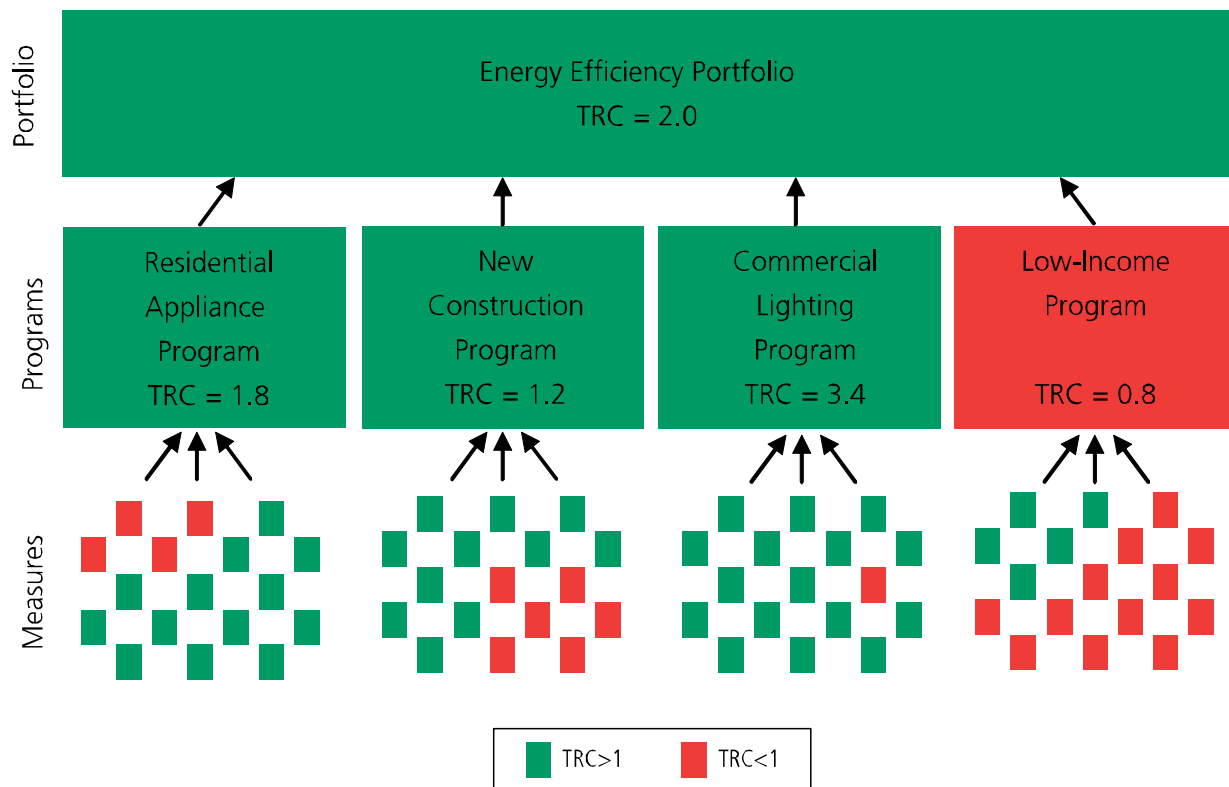 Portfolio
Energy Efficiency Portfolio
TRC = 2.0
Programs
Residential
Appliance
Program
TRC = 1.8
New
Construction
Program
TRC = 1.2
Commercial
Lighting
Program
TRC = 3.4
Low-Income
Program
TRC = 0.8
Measures
TRC>1
TRC<1